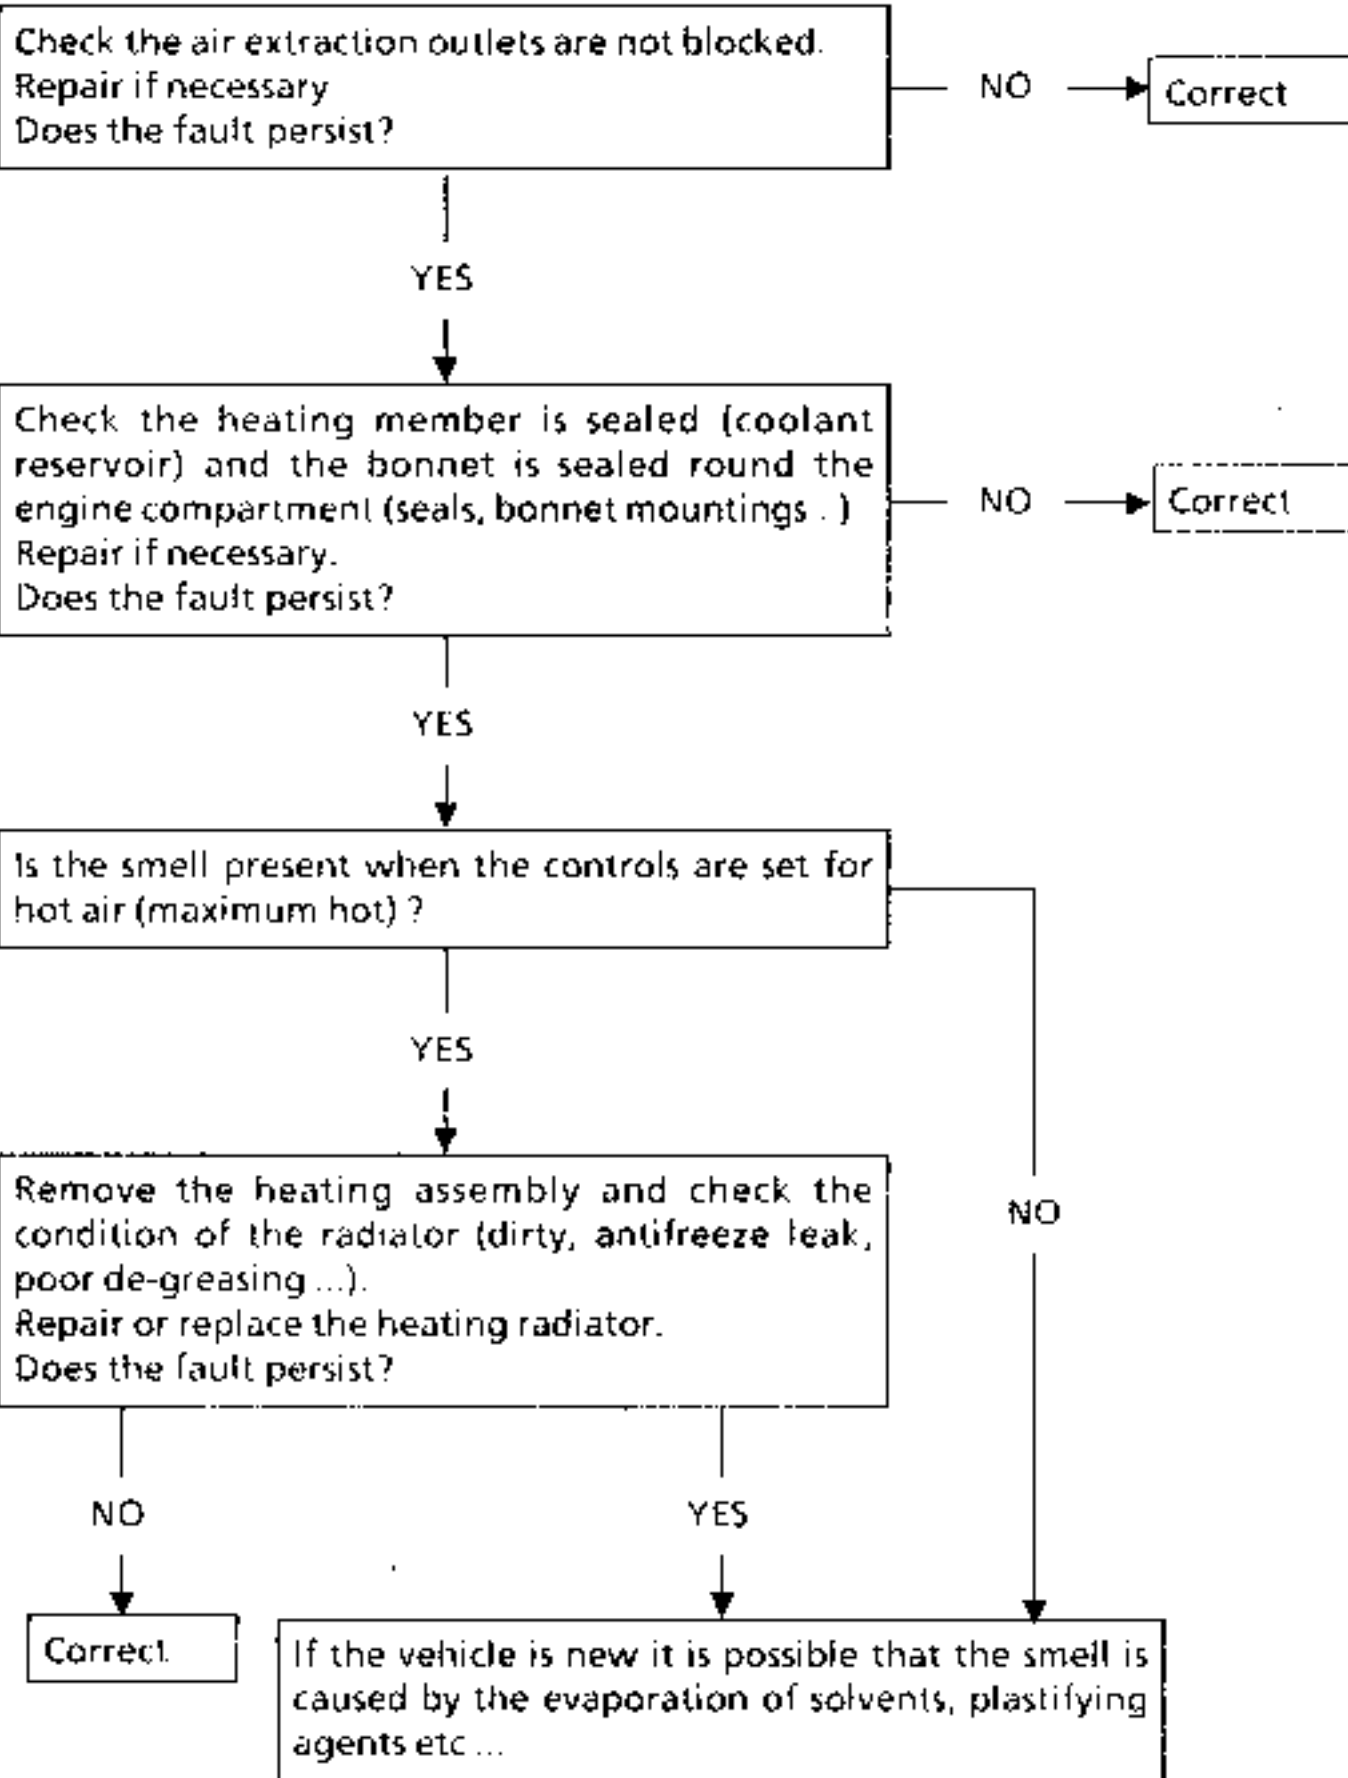 Check the air extraction outlets are not blocked.
Repair if necessary
Does the fault persist?
NO
Correct
YES
Check the heating member is sealed (coolant
reservoir) and the bonnet is sealed round the
engine compartment (seals, bonnet mountings . )
Repair if necessary.
Does the fault persist?
NO
Correct
YES
Is the smell present when the controls are set for
hot air (maximum hot) ?
YES
NO
Remove the heating assembly and check the
condition of the radiator (dirty, antifreeze leak,
poor de-greasing ...).
Repair or replace the heating radiator.
Does the fault persist?
NO
YES
Correct
If the vehicle is new it is possible that the smell is
caused by the evaporation of solvents, plastifying
agents etc ...